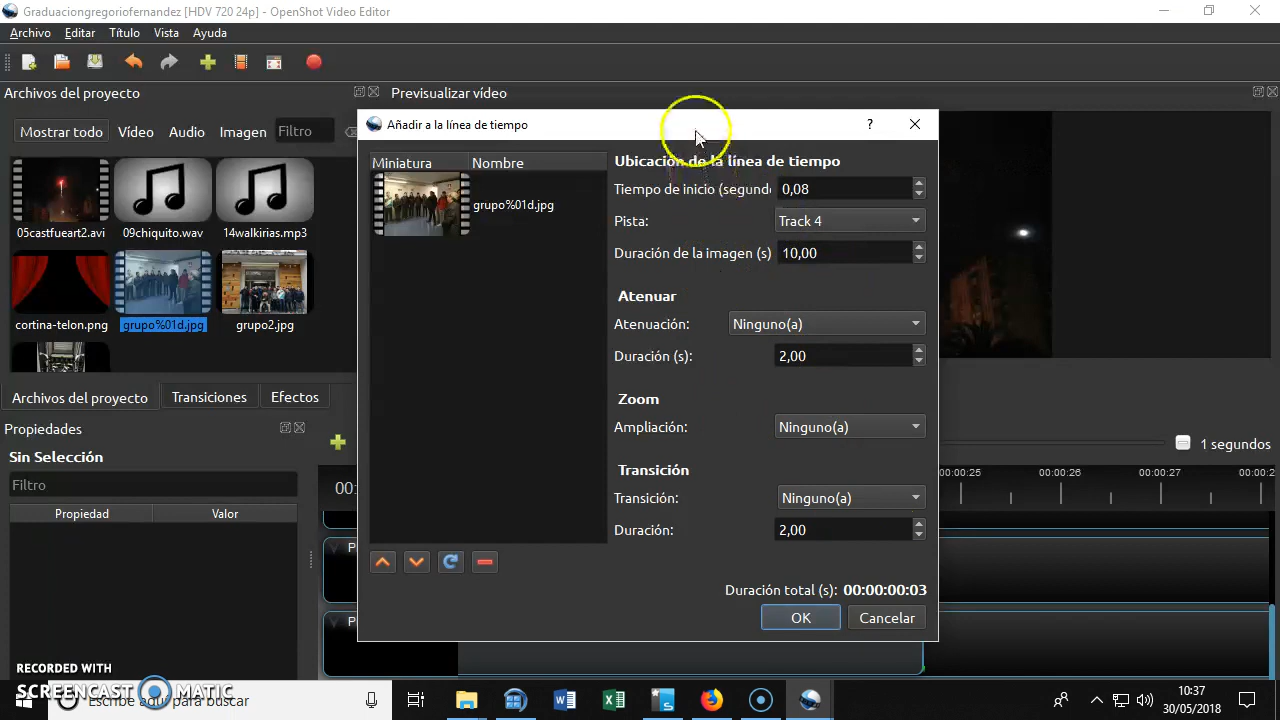 Graduaciongregoriofernandez [HDV 720 24p] - OpenShot Video Editor
Archivo Editar Título Vista Ayuda
Archivos del proyecto
Previsualizar vídeo
Mostrar todo Vídeo Audio Imagen Filtro
05castfueart2.avi 09chiquito.wav 14walkirias.mp3
cortina-telon.png grupo%01d.jpg grupo2.jpg
Archivos del proyecto Transiciones Efectos
Propiedades
Sin Selección
Filtro
Propiedad Valor
Añadir a la línea de tiempo
?
Miniatura Nombre
grupo%01d.jpg
Ubicación de la línea de tiempo
Tiempo de inicio (segund 0,08
Pista: Track 4
Duración de la imagen (s) 10,00
Atenuar
Atenuación: Ninguno(a)
Duración (s): 2,00
Zoom
Ampliación: Ninguno(a)
Transición
Transición: Ninguno(a)
Duración: 2,00
Duración total (s): 00:00:00:03
OK Cancelar
1 segundos
00:
00:00:25 00:00:26 00:00:27 00:00:2
P
P
RECORDED WITH
SCREENCAST MATIC
Escribe aquí para buscar
10:37
30/05/2018